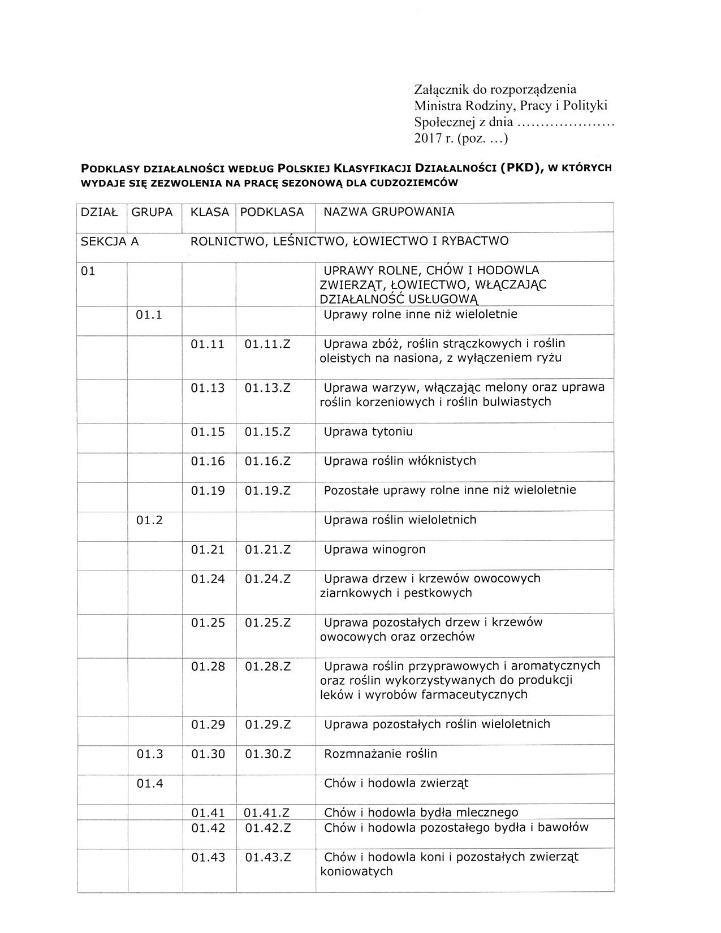 Załącznik do rozporządzenia
Ministra Rodziny, Pracy i Polityki
Społecznej z dnia …………………
2017 r. (poz. …)
PODKLASY DZIAŁALNOŚCI WEDŁUG POLSKIEJ KLASYFIKACJI DZIAŁALNOŚCI (PKD), W KTÓRYCH
WYDAJE SIĘ ZEZWOLENIA NA PRACĘ SEZONOWĄ DLA CUDZOZIEMCÓW
DZIAŁ GRUPA KLASA PODKLASA NAZWA GRUPOWANIA
SEKCJA A ROLNICTWO, LEŚNICTWO, ŁOWIECTWO I RYBACTWO
01 UPRAWY ROLNE, CHÓW I HODOWLA
ZWIERZĄT, ŁOWIECTWO, WŁĄCZAJĄC
DZIAŁALNOŚĆ USŁUGOWĄ
01.1 Uprawy rolne inne niż wieloletnie
01.11 01.11.Z Uprawa zbóż, roślin strączkowych i roślin
oleistych na nasiona, z wyłączeniem ryżu
01.13 01.13.Z Uprawa warzyw, włączając melony oraz uprawa
roślin korzeniowych i roślin bulwiastych
01.15 01.15.Z Uprawa tytoniu
01.16 01.16.Z Uprawa roślin włóknistych
01.19 01.19.Z Pozostałe uprawy rolne inne niż wieloletnie
01.2 Uprawa roślin wieloletnich
01.21 01.21.Z Uprawa winogron
01.24 01.24.Z Uprawa drzew i krzewów owocowych
ziarnkowych i pestkowych
01.25 01.25.Z Uprawa pozostałych drzew i krzewów
owocowych oraz orzechów
01.28 01.28.Z Uprawa roślin przyprawowych i aromatycznych
oraz roślin wykorzystywanych do produkcji
leków i wyrobów farmaceutycznych
01.29 01.29.Z Uprawa pozostałych roślin wieloletnich
01.3 01.30 01.30.Z Rozmnażanie roślin
01.4 Chów i hodowla zwierząt
01.41 01.41.Z Chów i hodowla bydła mlecznego
01.42 01.42.Z Chów i hodowla pozostałego bydła i bawołów
01.43 01.43.Z Chów i hodowla koni i pozostałych zwierząt
koniowatych